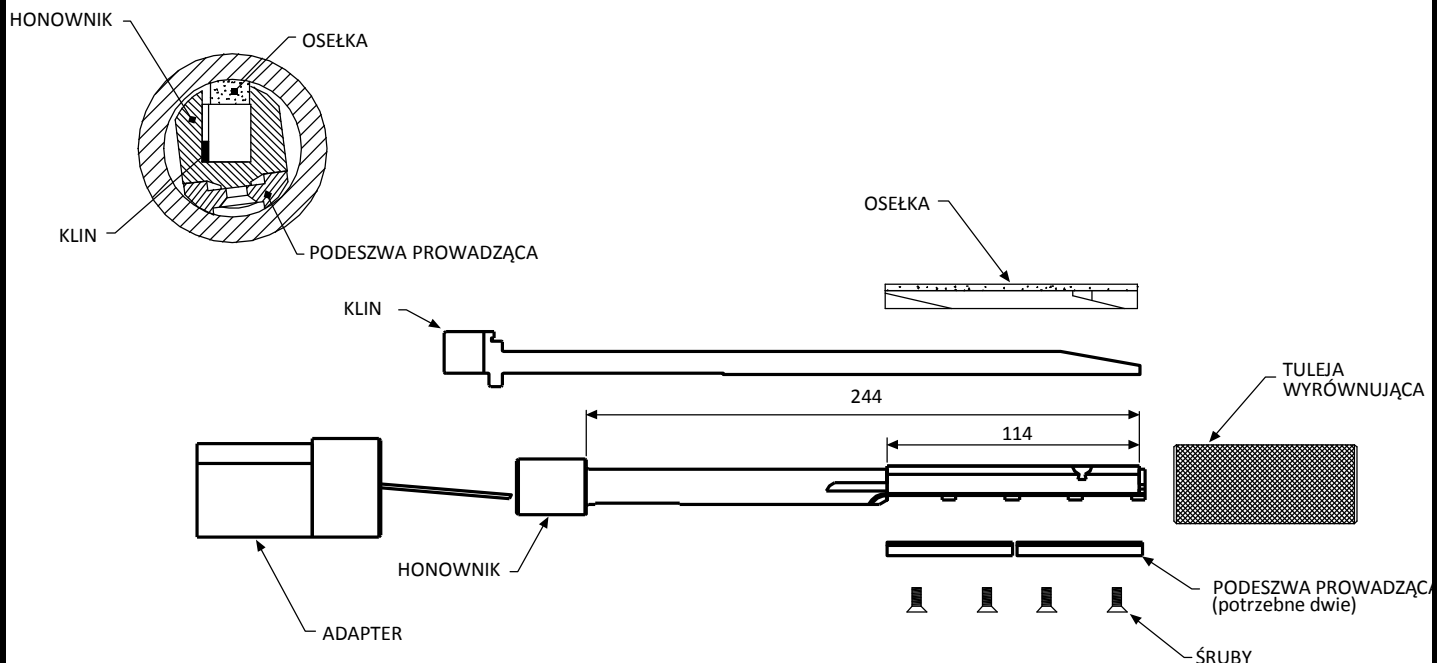 HONOWNIK
OSEŁKA
KLIN
PODESZWA PROWADZĄCA
OSEŁKA
KLIN
244
114
TULEJA
WYRÓWNUJĄCA
HONOWNIK
ADAPTER
PODESZWA PROWADZĄCA
(potrzebne dwie)
ŚRUBY